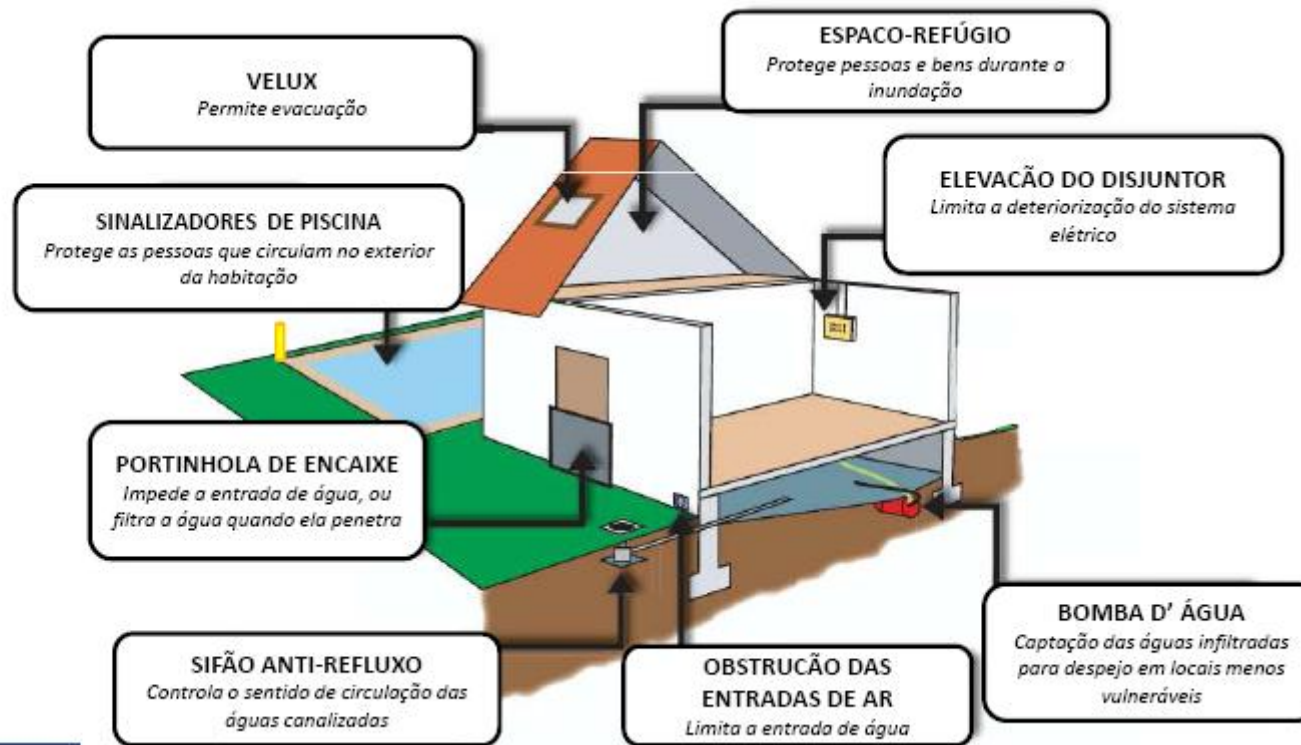 VELUX
Permite evacuação
ESPACO-REFÚGIO
Protege pessoas e bens durante a
inundação
SINALIZADORES DE PISCINA
Protege as pessoas que circulam no exterior
da habitação
ELEVACÃO DO DISJUNTOR
Limita a deteriorização do sistema
elétrico
PORTINHOLA DE ENCAIXE
Impede a entrada de água, ou
filtra a água quando ela penetra
SIFÃO ANTI-REFLUXO
Controla o sentido de circulação das
águas canalizadas
OBSTRUCÃO DAS
ENTRADAS DE AR
Limita a entrada de água
BOMBA D’ ÁGUA
Captação das águas infiltradas
para despejo em locais menos
vulneráveis